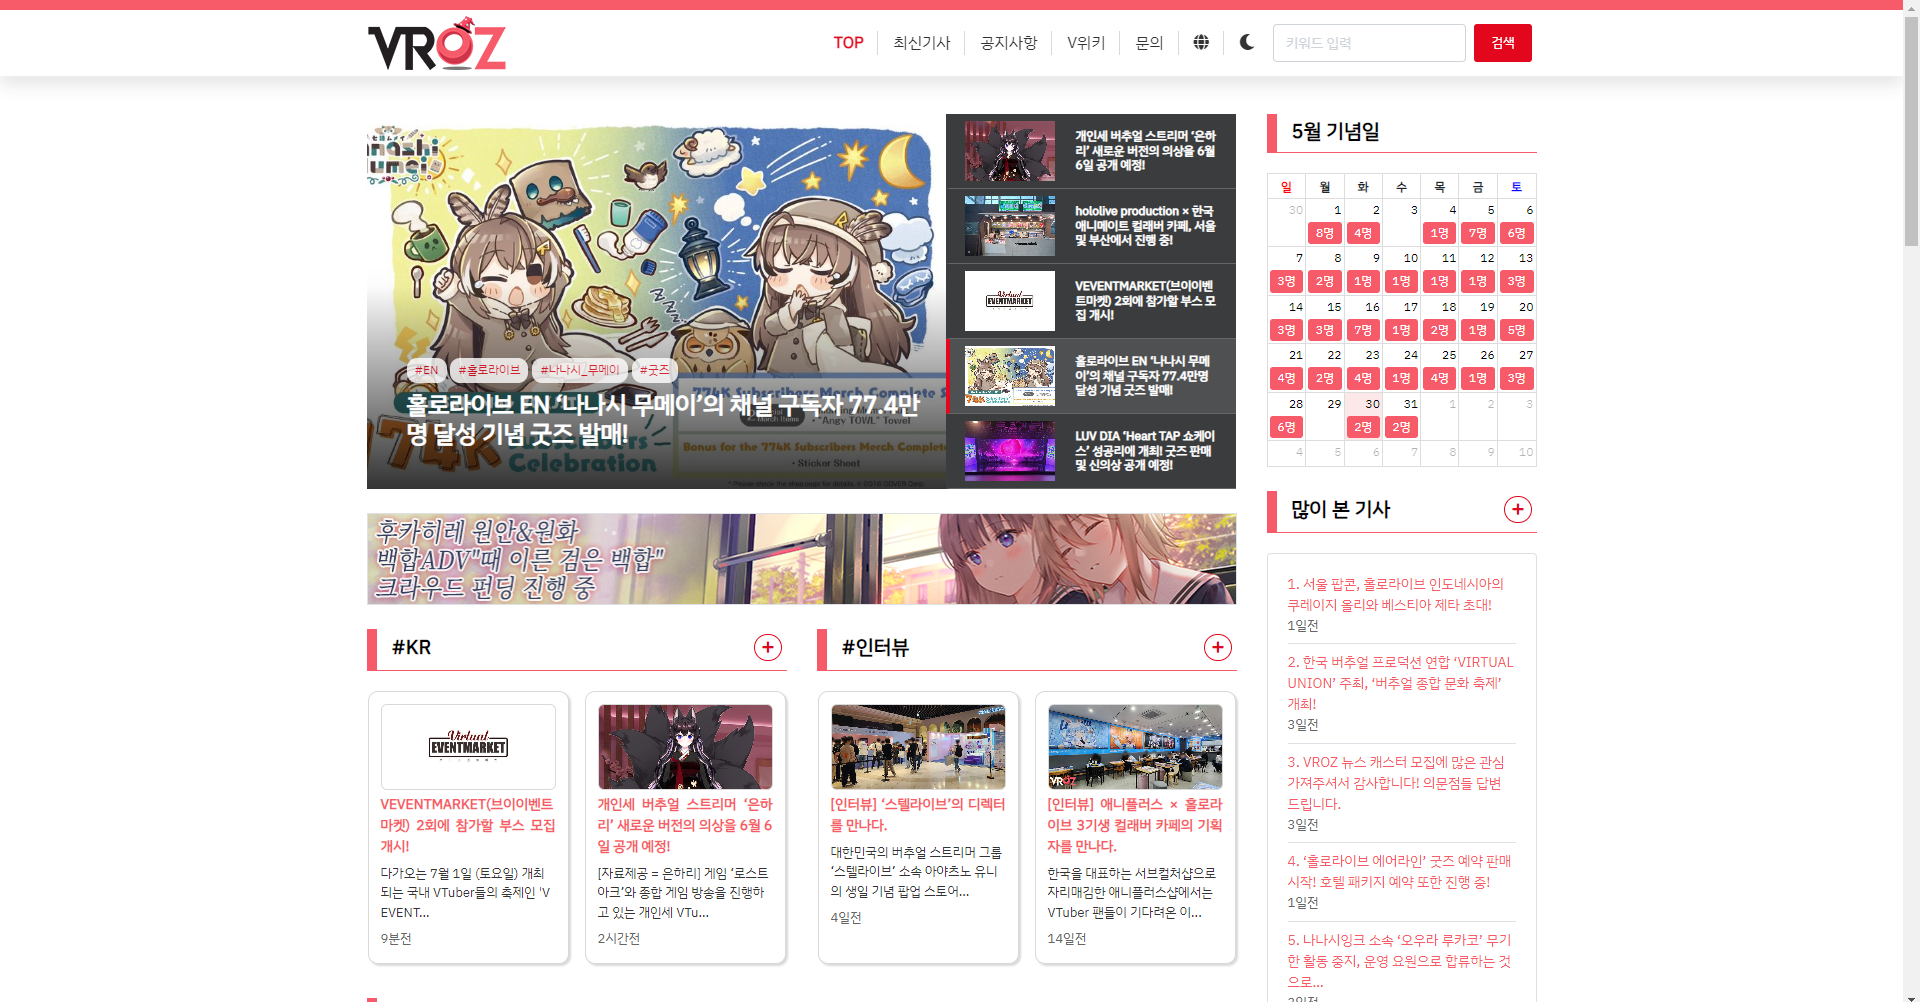 VROZ
TOP
최신기사
공지사항
V위키
문의
키워드 입력
검색
nashi
umei
#EN
#홀로라이브
#나나시_무메이
#굿즈
홀로라이브 EN ‘나나시 무메이’의 채널 구독자 77.4만
명 달성 기념 굿즈 발매!
774K Subscribers Merch Complete S
"Angry TOWL" Towel
Bonus for the 774K Subscribers Merch Complete
• Sticker Sheet
74K Subscribers
Celebration
개인세 버추얼 스트리머 ‘은하
리’ 새로운 버전의 의상을 6월
6일 공개 예정!
hololive production × 한국
애니메이트 컬래버 카페, 서울
및 부산에서 진행 중!
Virtual
EVENTMARKET
VEVENTMARKET(브이이벤
트마켓) 2회에 참가할 부스 모
집 개시!
홀로라이브 EN ‘나나시 무메
이’의 채널 구독자 77.4만명
달성 기념 굿즈 발매!
LUV DIA ‘Heart TAP 쇼케이
스’ 성공리에 개최! 굿즈 판매
및 신의상 공개 예정!
후카히레 원안&원화
백합ADV"때 이른 검은 백합"
크라우드 펀딩 진행 중
#KR
Virtual
EVENTMARKET
VEVENTMARKET(브이이벤트
마켓) 2회에 참가할 부스 모집
개시!
다가오는 7월 1일 (토요일) 개최
되는 국내 VTuber들의 축제인 'V
EVENT...
9분전
개인세 버추얼 스트리머 ‘은하
리’ 새로운 버전의 의상을 6월 6
일 공개 예정!
[자료제공 = 은하리] 게임 ‘로스트
아크’와 종합 게임 방송을 진행하
고 있는 개인세 VTu...
2시간전
#인터뷰
[인터뷰] ‘스텔라이브’의 디렉터
를 만나다.
대한민국의 버추얼 스트리머 그룹
‘스텔라이브’ 소속 아야츠노 유니
의 생일 기념 팝업 스토어...
4일전
VROZ
[인터뷰] 애니플러스 × 홀로라
이브 3기생 컬래버 카페의 기획
자를 만나다.
한국을 대표하는 서브컬처샵으로
자리매김한 애니플러스샵에서는
VTuber 팬들이 기다려온 이...
14일전
5월 기념일
일 월 화 수 목 금 토
30 1 2 3 4 5 6
8명 4명 1명 7명 6명
7 8 9 10 11 12 13
3명 2명 1명 1명 1명 1명 3명
14 15 16 17 18 19 20
3명 3명 7명 1명 2명 1명 5명
21 22 23 24 25 26 27
4명 2명 4명 1명 4명 1명 3명
28 29 30 31 1 2 3
6명 2명 2명
4 5 6 7 8 9 10
많이 본 기사
1. 서울 팝콘, 홀로라이브 인도네시아의
쿠레이지 올리와 베스티아 제타 초대!
1일전
2. 한국 버추얼 프로덕션 연합 ‘VIRTUAL
UNION’ 주최, ‘버추얼 종합 문화 축제’
개최!
3일전
3. VROZ 뉴스 캐스터 모집에 많은 관심
가져주셔서 감사합니다! 의문점들 답변
드립니다.
3일전
4. ‘홀로라이브 에어라인’ 굿즈 예약 판매
시작! 호텔 패키지 예약 또한 진행 중!
1일전
5. 나나시잉크 소속 ‘오우라 루카코’ 무기
한 활동 중지, 운영 요원으로 합류하는 것
으로...